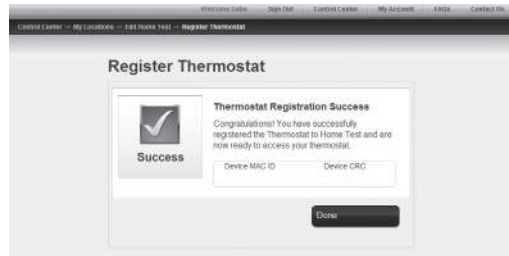 Welcome Gabe Sign Out Control Center My Account FAQs Contact Us
Control Center → My Locations → Edit Home Test → Register Thermostat
Register Thermostat
Thermostat Registration Success
Congratulations! You have successfully
registered the Thermostat to Home Test and are
now ready to access your thermostat.
Success
Device MAC ID Device CRC
Done